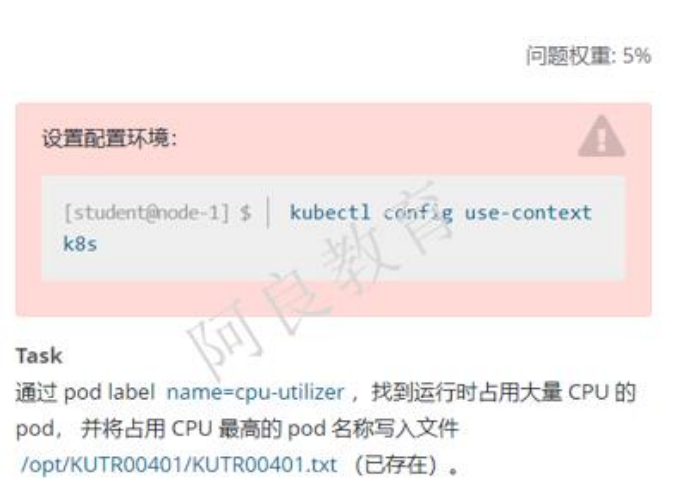 问题权重: 5%
设置配置环境:
[student@node-1] $ | kubectl config use-context
k8s
阿良教育
Task
通过 pod label name=cpu-utilizer ，找到运行时占用大量 CPU 的
pod， 并将占用 CPU 最高的 pod 名称写入文件
/opt/KUTR00401/KUTR00401.txt （已存在）。